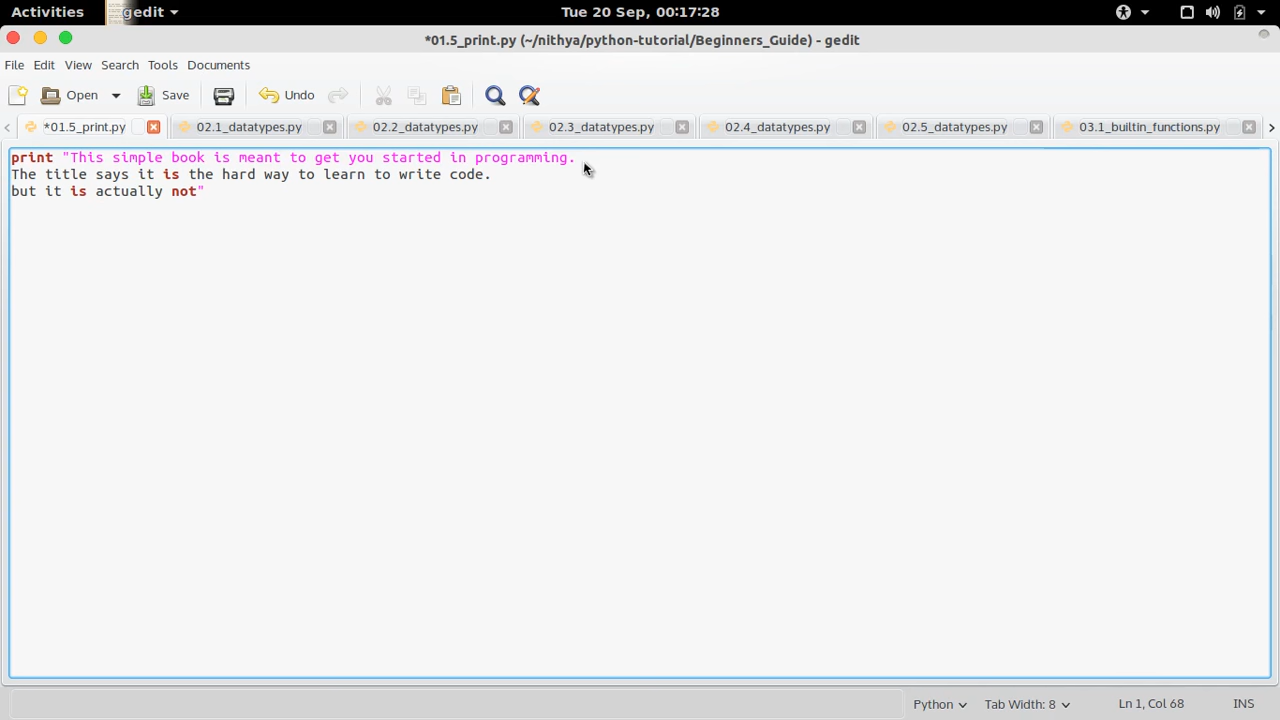 Activities gedit Tue 20 Sep, 00:17:28
*01.5_print.py (~/nithya/python-tutorial/Beginners_Guide) - gedit
File Edit View Search Tools Documents
Open Save Undo
*01.5_print.py 02.1_datatypes.py 02.2_datatypes.py 02.3_datatypes.py 02.4_datatypes.py 02.5_datatypes.py 03.1_builtin_functions.py
print "This simple book is meant to get you started in programming.
The title says it is the hard way to learn to write code.
but it is actually not"
Python Tab Width: 8 Ln 1, Col 68 INS